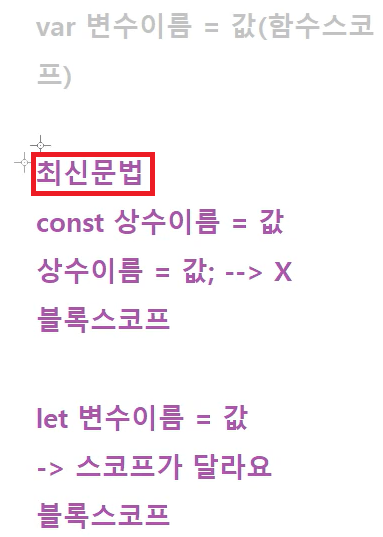 var 변수이름 = 값(함수스코
프)
최신문법
const 상수이름 = 값
상수이름 = 값; --> X
블록스코프
let 변수이름 = 값
-> 스코프가 달라요
블록스코프